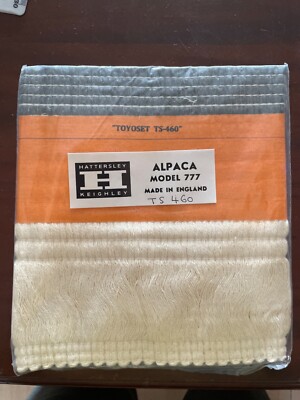 "TOYOSET TS-460"
HATTERSLEY
H
KEIGHLEY
ALPACA
MODEL 777
MADE IN ENGLAND
TS 460